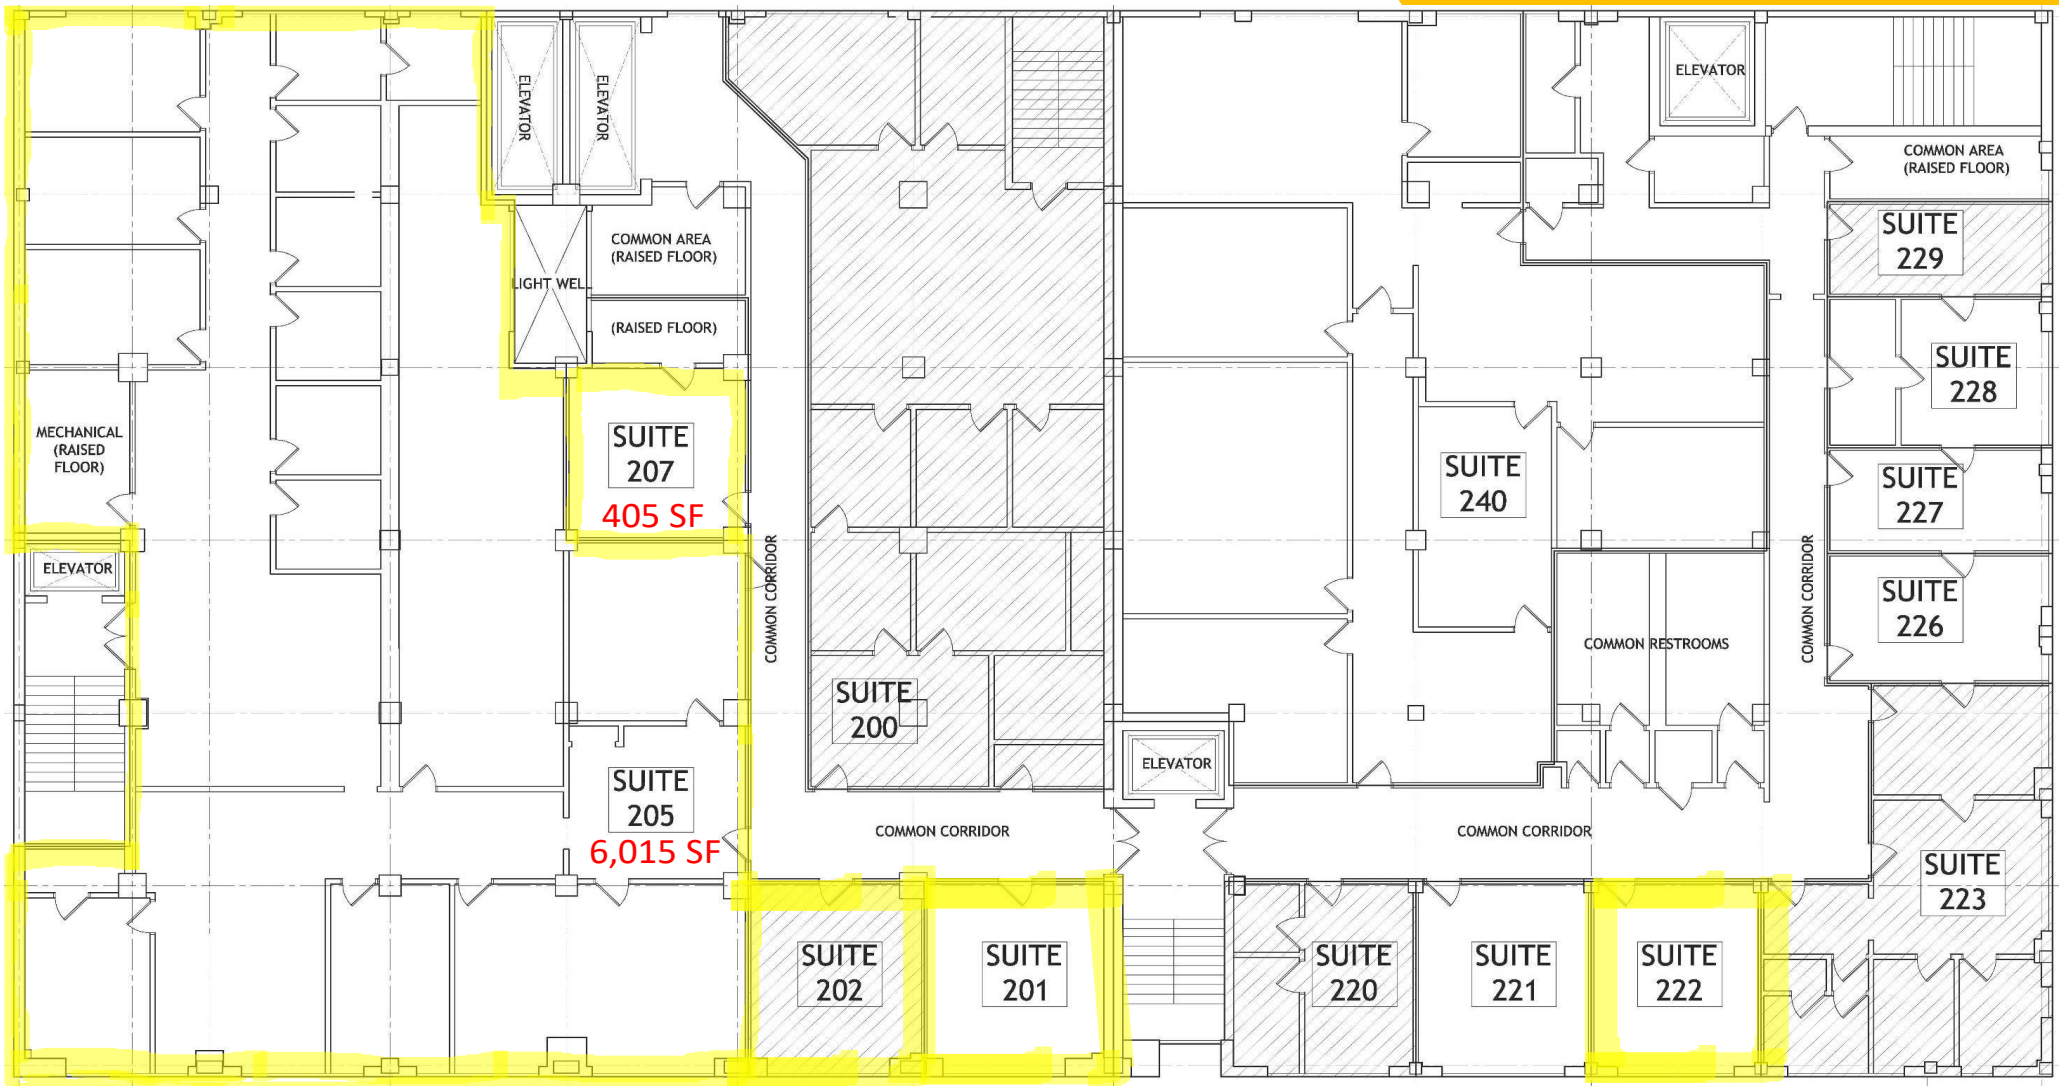 ELEVATOR
ELEVATOR
ELEVATOR
COMMON AREA
(RAISED FLOOR)
SUITE
229
COMMON AREA
(RAISED FLOOR)
LIGHT WELL
(RAISED FLOOR)
SUITE
228
MECHANICAL
(RAISED
FLOOR)
SUITE
207
405 SF
SUITE
240
SUITE
227
ELEVATOR
COMMON CORRIDOR
COMMON CORRIDOR
SUITE
226
COMMON RESTROOMS
SUITE
200
ELEVATOR
SUITE
205
6,015 SF
COMMON CORRIDOR
COMMON CORRIDOR
SUITE
223
SUITE
202
SUITE
201
SUITE
220
SUITE
221
SUITE
222